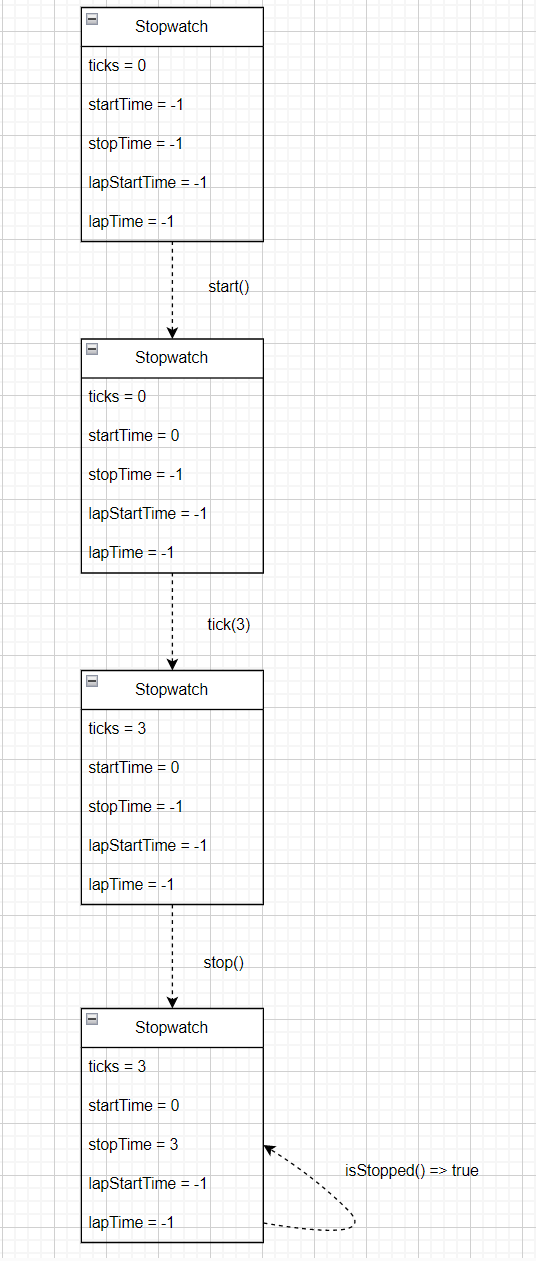 Stopwatch
ticks = 0
startTime = -1
stopTime = -1
lapStartTime = -1
lapTime = -1
start()
Stopwatch
ticks = 0
startTime = 0
stopTime = -1
lapStartTime = -1
lapTime = -1
tick(3)
Stopwatch
ticks = 3
startTime = 0
stopTime = -1
lapStartTime = -1
lapTime = -1
stop()
Stopwatch
ticks = 3
startTime = 0
stopTime = 3
isStopped() => true
lapStartTime = -1
lapTime = -1